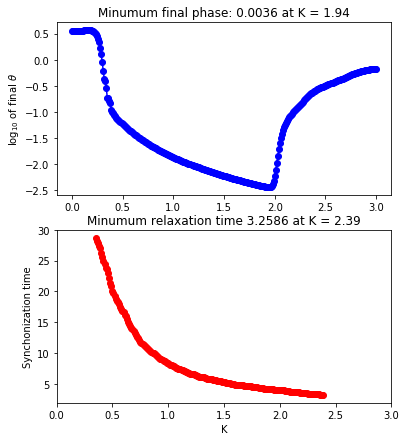 Minumum final phase: 0.0036 at K = 1.94
0.5
0.0
−0.5
−1.0
−1.5
−2.0
−2.5
log₁₀ of final θ
0.0 0.5 1.0 1.5 2.0 2.5 3.0
Minumum relaxation time 3.2586 at K = 2.39
30
25
20
15
10
5
Synchonization time
0.0 0.5 1.0 1.5 2.0 2.5 3.0
K